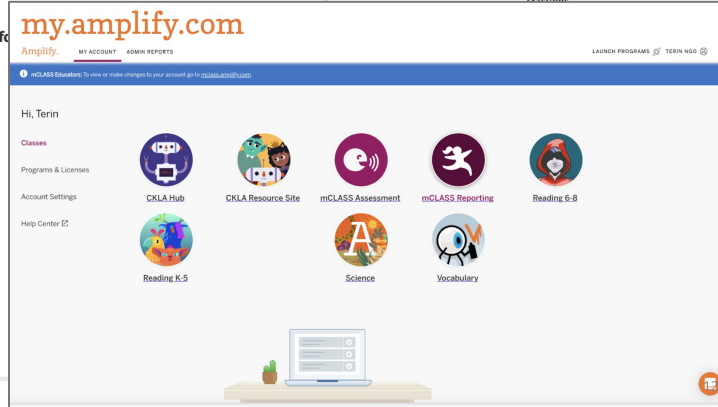 my.amplify.com
Amplify. MY ACCOUNT ADMIN REPORTS LAUNCH PROGRAMS TERIN NGO
mCLASS Educators: To view or make changes to your account go to mclass.amplify.com.
Hi, Terin
Classes
Programs & Licenses
Account Settings
Help Center
CKLA Hub CKLA Resource Site mCLASS Assessment mCLASS Reporting Reading 6-8
Reading K-5 Science Vocabulary